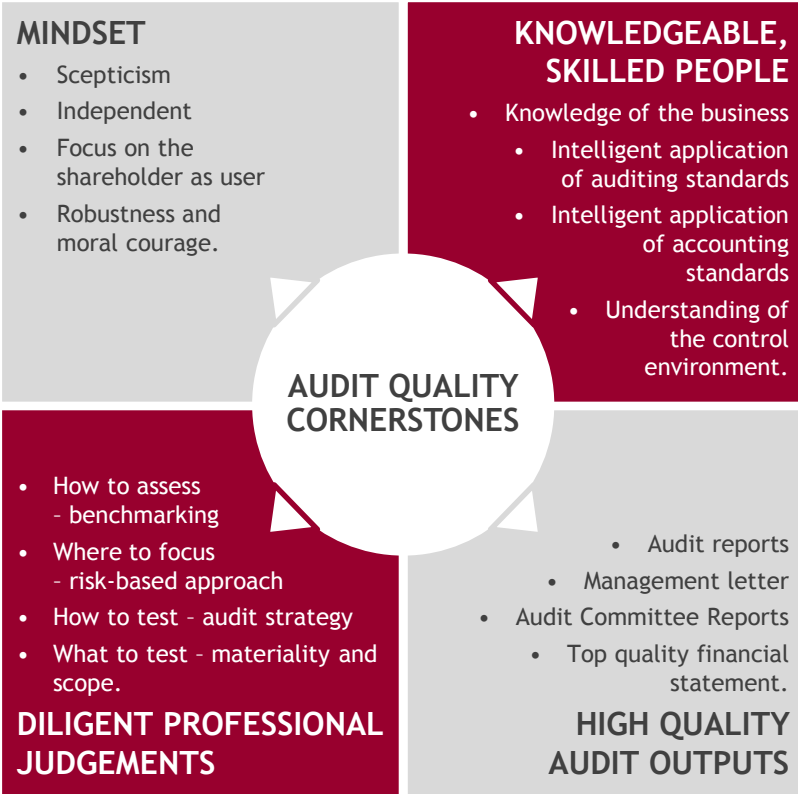 MINDSET
• Scepticism
• Independent
• Focus on the
shareholder as user
• Robustness and
moral courage.
KNOWLEDGEABLE,
SKILLED PEOPLE
• Knowledge of the business
• Intelligent application
of auditing standards
• Intelligent application
of accounting
standards
• Understanding of
the control
environment.
AUDIT QUALITY
CORNERSTONES
• How to assess
– benchmarking
• Where to focus
– risk-based approach
• How to test – audit strategy
• What to test – materiality and
scope.
DILIGENT PROFESSIONAL
JUDGEMENTS
• Audit reports
• Management letter
• Audit Committee Reports
• Top quality financial
statement.
HIGH QUALITY
AUDIT OUTPUTS